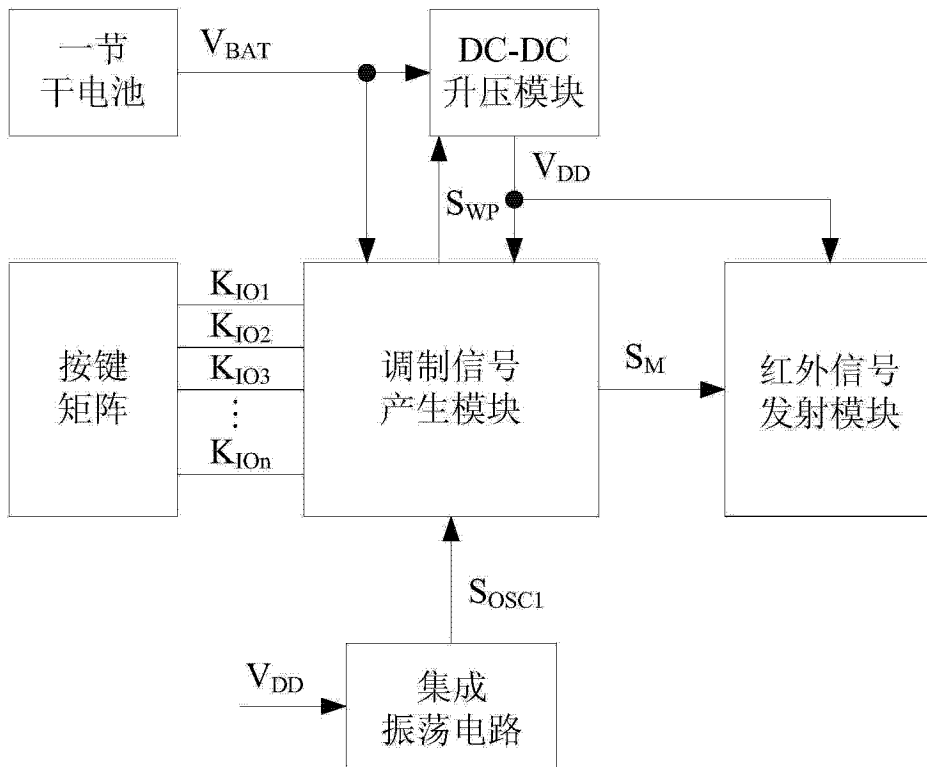 一节
干电池
V_BAT
DC-DC
升压模块
V_DD
S_WP
按键
矩阵
K_IO1
K_IO2
K_IO3
⋮
K_IOn
调制信号
产生模块
S_M
红外信号
发射模块
S_OSC1
V_DD
集成
振荡电路